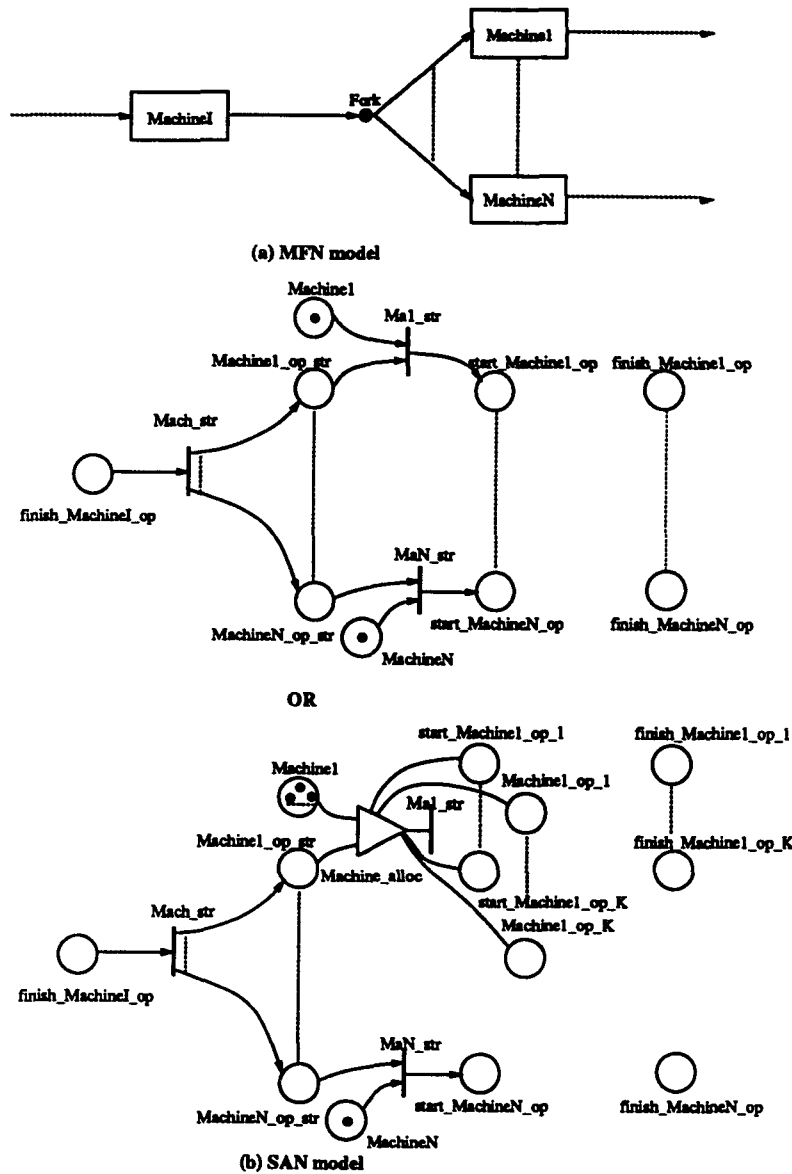 Machine1
Fork
MachineI
MachineN
(a) MFN model
Machine1
Ma1_str
Machine1_op_str
start_Machine1_op
finish_Machine1_op
Mach_str
finish_MachineI_op
MaN_str
MachineN_op_str
start_MachineN_op
finish_MachineN_op
MachineN
OR
start_Machine1_op_1
finish_Machine1_op_1
Machine1
Machine1_op_1
Ma1_str
Machine1_op_str
finish_Machine1_op_K
Machine_alloc
start_Machine1_op_K
Mach_str
Machine1_op_K
finish_MachineI_op
MaN_str
MachineN_op_str
start_MachineN_op
finish_MachineN_op
MachineN
(b) SAN model